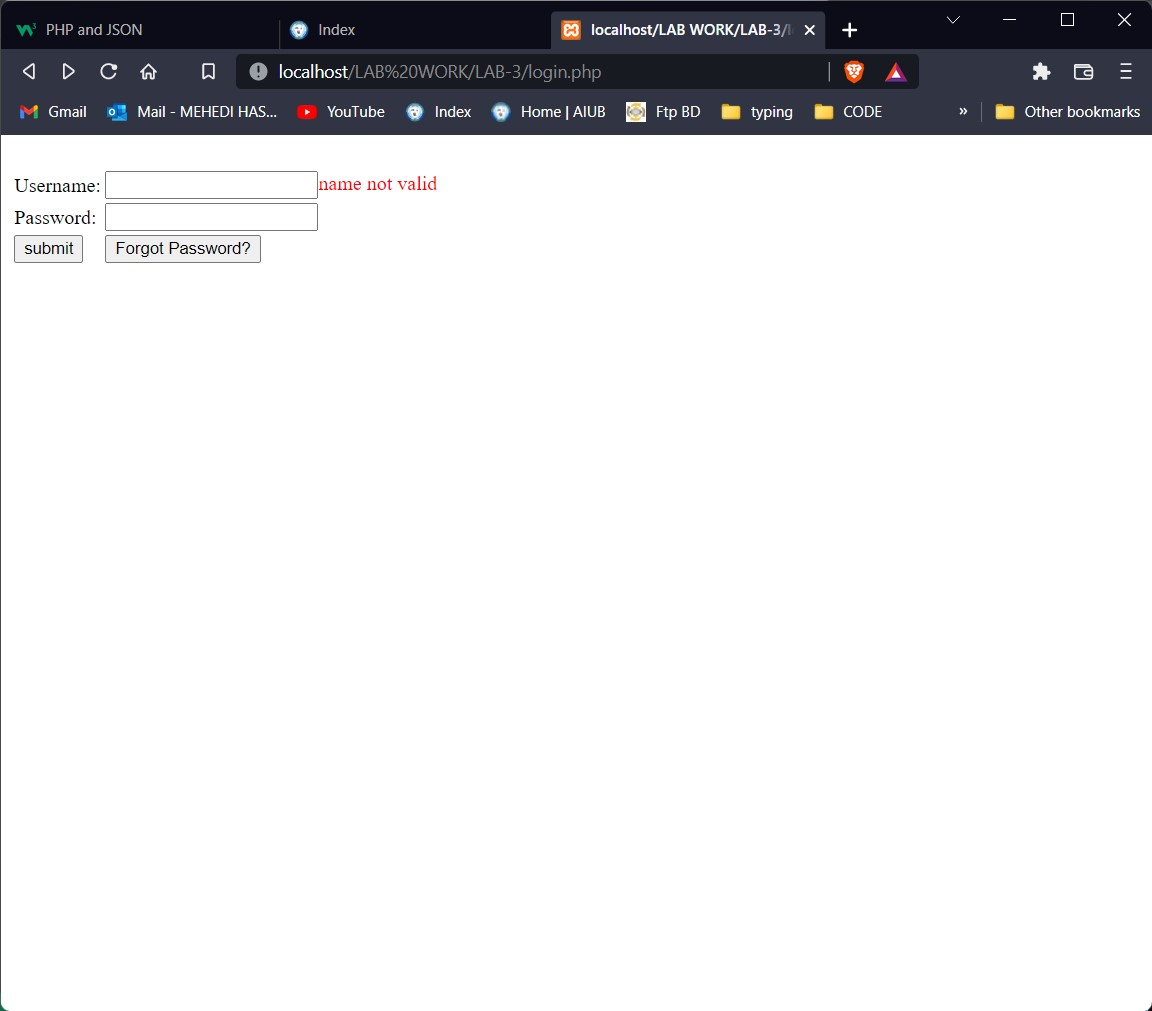 PHP and JSON Index localhost/LAB WORK/LAB-3/l
localhost/LAB%20WORK/LAB-3/login.php
Gmail Mail - MEHEDI HAS... YouTube Index Home | AIUB Ftp BD typing CODE » Other bookmarks
Username: name not valid
Password:
submit Forgot Password?